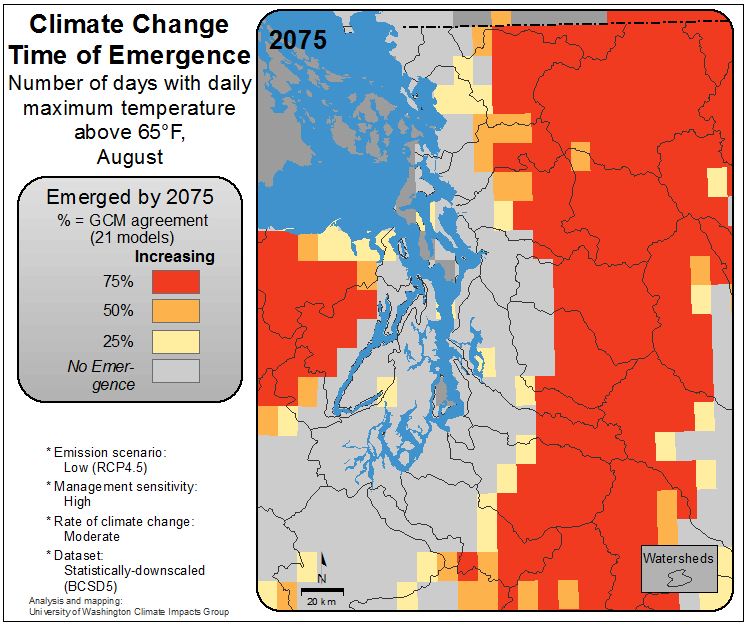 Climate Change
Time of Emergence
Number of days with daily
maximum temperature
above 65°F,
August
Emerged by 2075
% = GCM agreement
(21 models)
Increasing
75%
50%
25%
No Emer-
gence
* Emission scenario:
Low (RCP4.5)
* Management sensitivity:
High
* Rate of climate change:
Moderate
* Dataset:
Statistically-downscaled
(BCSD5)
Analysis and mapping:
University of Washington Climate Impacts Group
2075
N
20 km
Watersheds